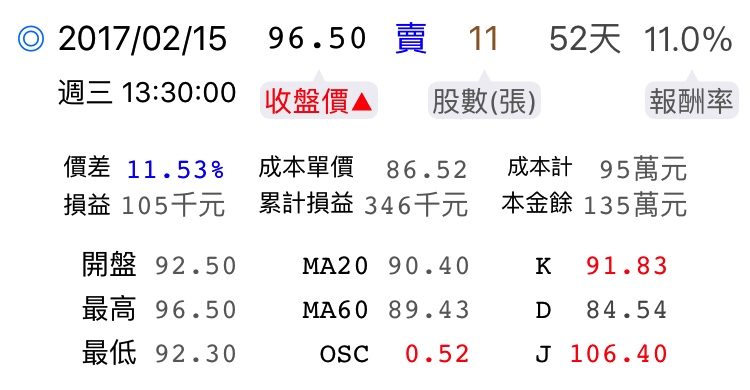 ◎ 2017/02/15 96.50 賣 11 52天 11.0%
週三 13:30:00 收盤價▲ 股數(張) 報酬率
價差 11.53% 成本單價 86.52 成本計 95萬元
損益 105千元 累計損益 346千元 本金餘 135萬元
開盤 92.50 MA20 90.40 K 91.83
最高 96.50 MA60 89.43 D 84.54
最低 92.30 OSC 0.52 J 106.40